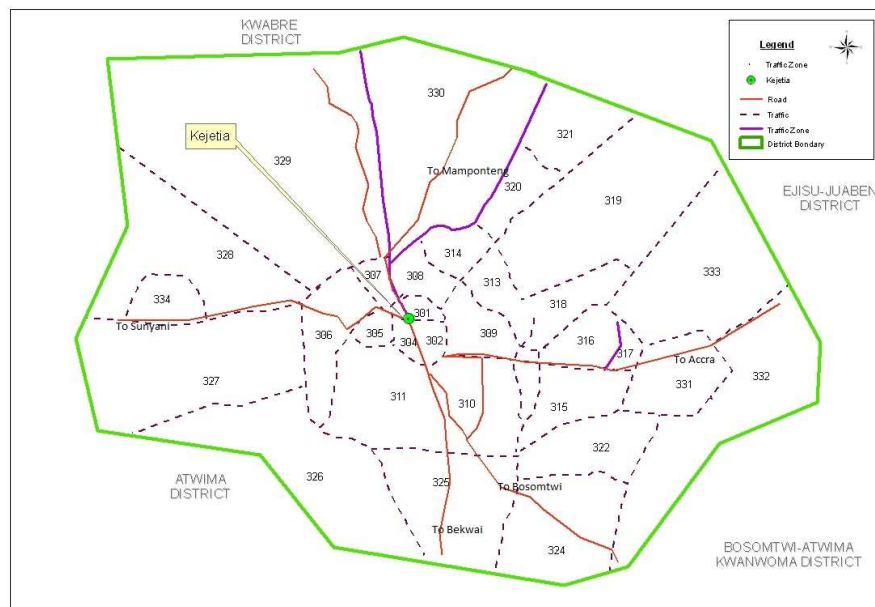 KWABRE
DISTRICT
Legend
Traffic Zone
Kejetia
Road
Traffic
Traffic Zone
District Bondary
330
Kejetia
321
329
To Mamponteng
320
319
EJISU-JUABEN
DISTRICT
328
314
307
308
313
333
334
301
318
To Sunyani
306
305
304
302
309
316
317
To Accra
327
311
310
315
331
332
322
ATWIMA
DISTRICT
326
325
To Bosomtwi
To Bekwai
324
BOSOMTWI-ATWIMA
KWANWOMA DISTRICT